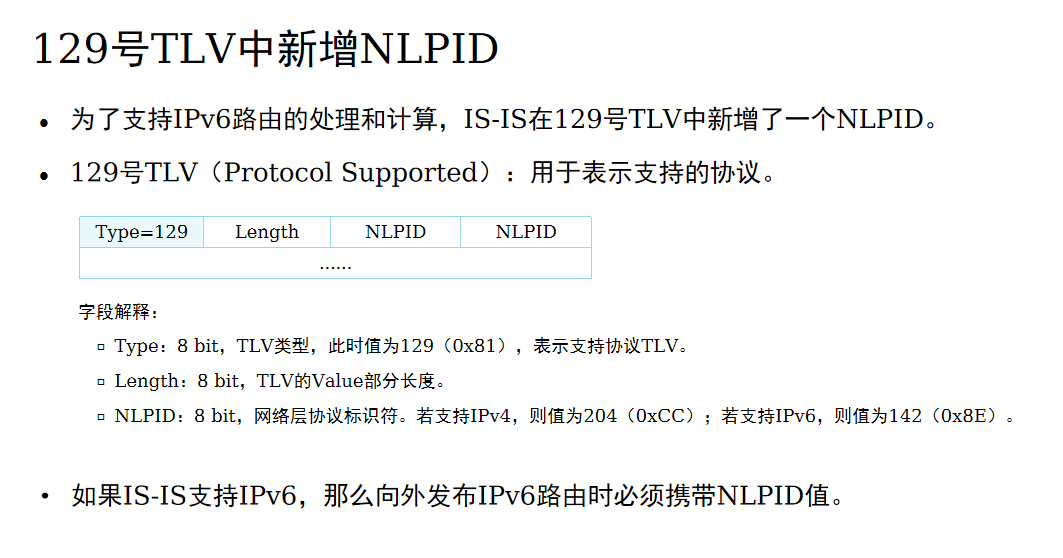 129号TLV中新增NLPID
• 为了支持IPv6路由的处理和计算，IS-IS在129号TLV中新增了一个NLPID。
• 129号TLV（Protocol Supported）：用于表示支持的协议。
Type=129 Length NLPID NLPID
......
字段解释：
▫ Type：8 bit，TLV类型，此时值为129（0x81），表示支持协议TLV。
▫ Length：8 bit，TLV的Value部分长度。
▫ NLPID：8 bit，网络层协议标识符。若支持IPv4，则值为204（0xCC）；若支持IPv6，则值为142（0x8E）。
• 如果IS-IS支持IPv6，那么向外发布IPv6路由时必须携带NLPID值。